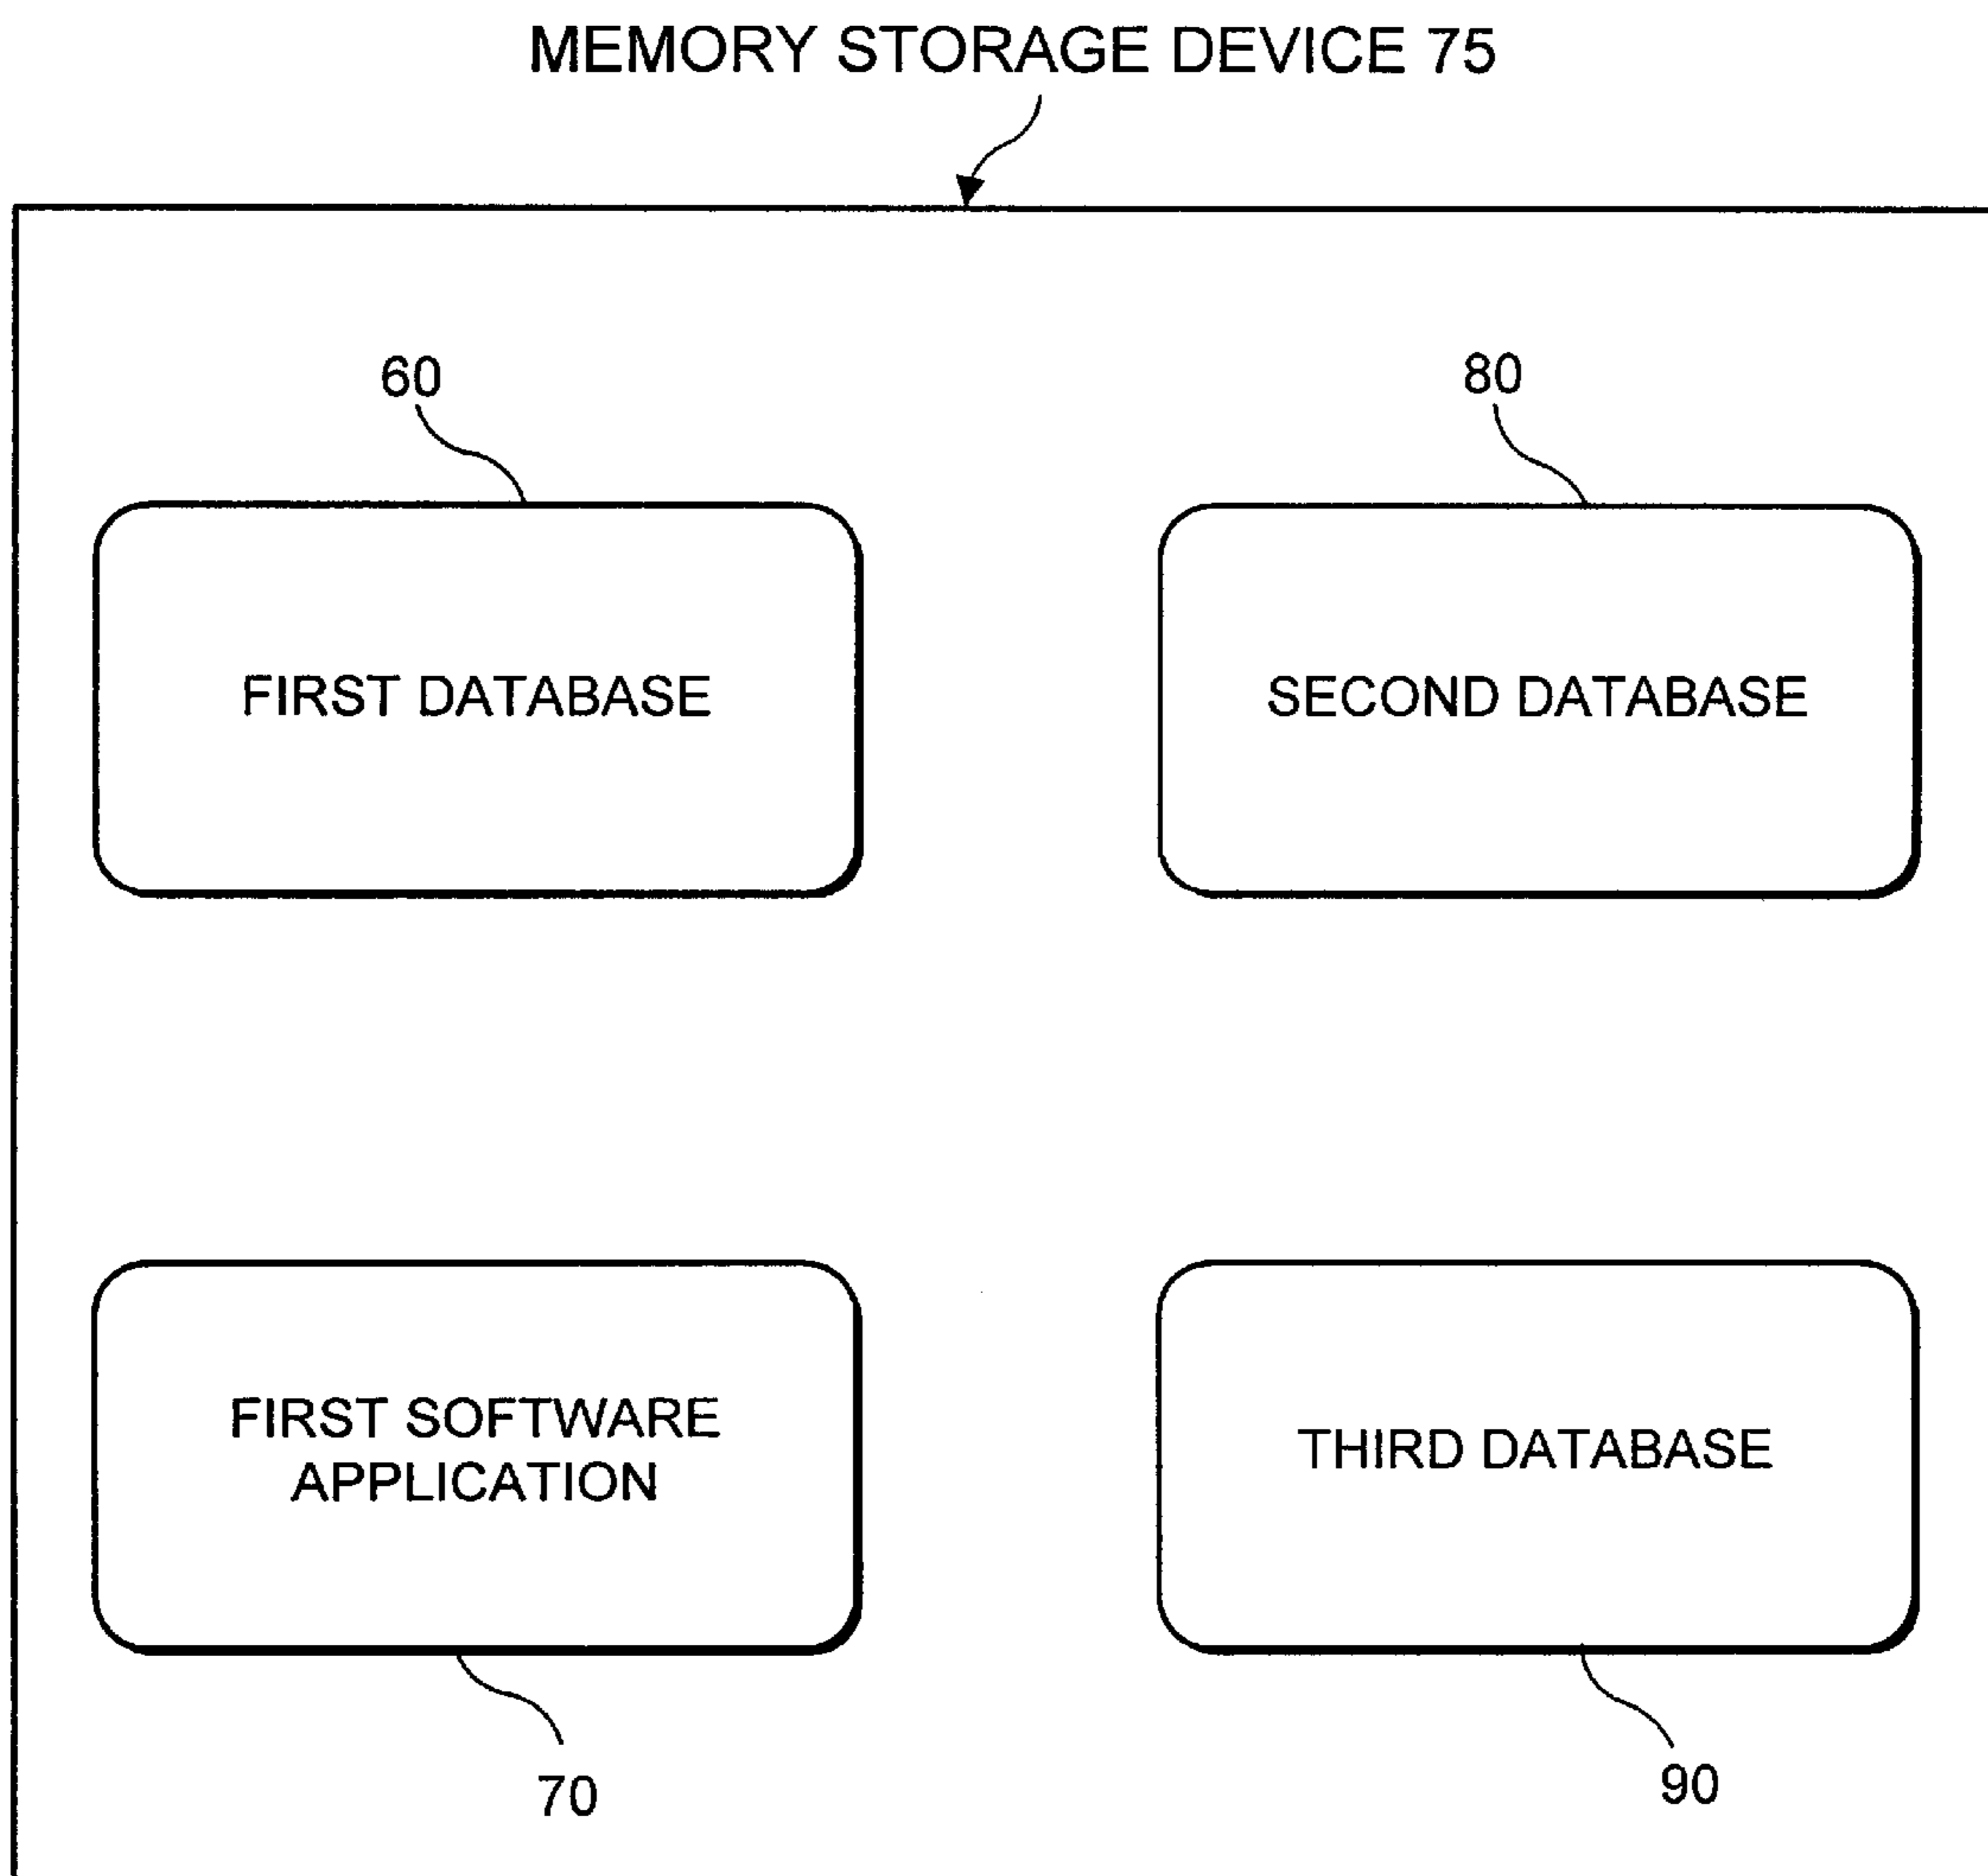 MEMORY STORAGE DEVICE 75
60
80
FIRST DATABASE
SECOND DATABASE
FIRST SOFTWARE
APPLICATION
THIRD DATABASE
70
90